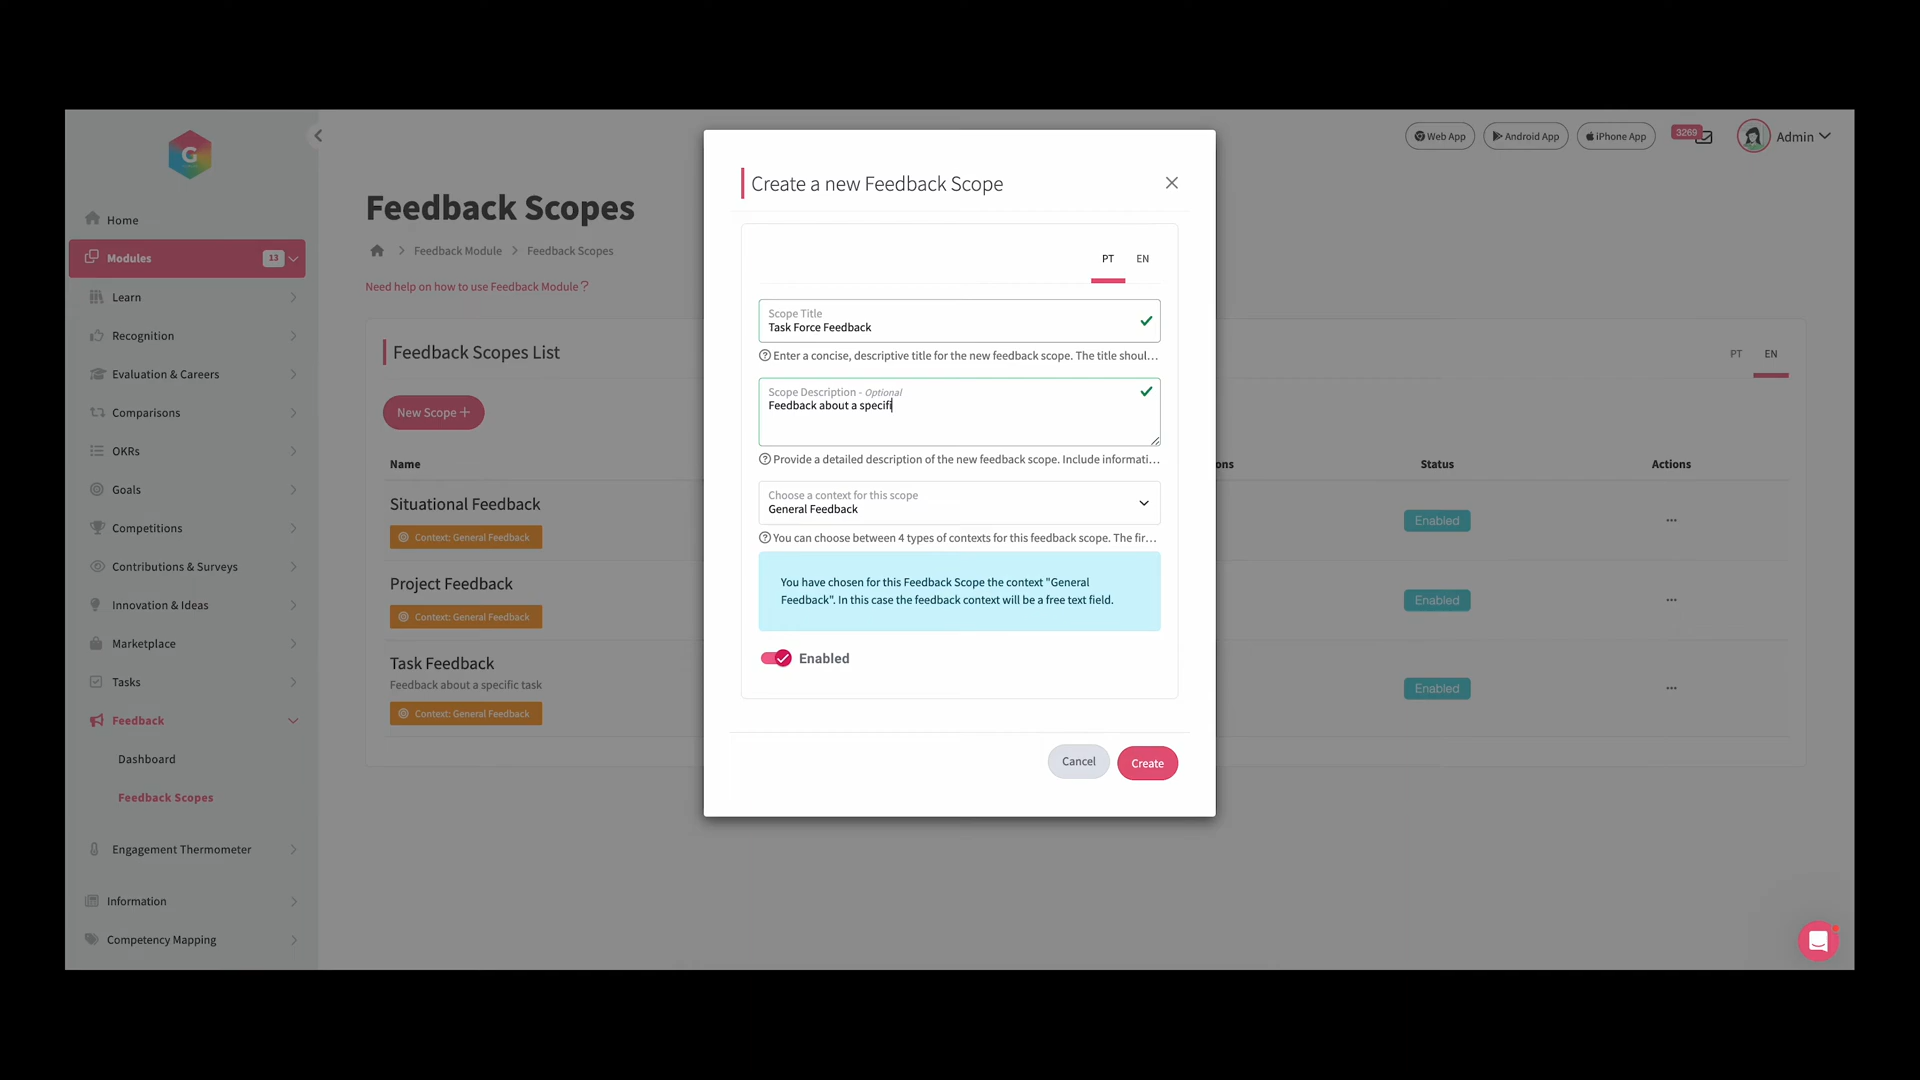 G
Home
Modules 13
Learn
Recognition
Evaluation & Careers
Comparisons
OKRs
Goals
Competitions
Contributions & Surveys
Innovation & Ideas
Marketplace
Tasks
Feedback
Dashboard
Feedback Scopes
Engagement Thermometer
Information
Competency Mapping
Web App
Android App
iPhone App
3269
Admin
Feedback Scopes
Feedback Module
Feedback Scopes
Need help on how to use Feedback Module ?
Feedback Scopes List
PT
EN
New Scope +
Name
ons
Status
Actions
Situational Feedback
Context: General Feedback
Enabled
Project Feedback
Context: General Feedback
Enabled
Task Feedback
Feedback about a specific task
Context: General Feedback
Enabled
Create a new Feedback Scope
PT
EN
Scope Title
Task Force Feedback
Enter a concise, descriptive title for the new feedback scope. The title shoul...
Scope Description - Optional
Feedback about a specifi
Provide a detailed description of the new feedback scope. Include informati...
Choose a context for this scope
General Feedback
You can choose between 4 types of contexts for this feedback scope. The fir...
You have chosen for this Feedback Scope the context "General
Feedback". In this case the feedback context will be a free text field.
Enabled
Cancel
Create